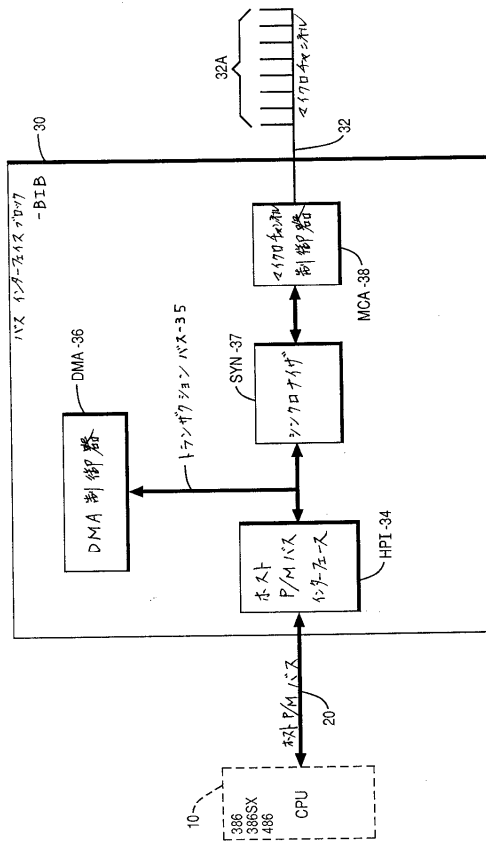 バス インターフェイス ブロック
-BIB
30
DMA-36
DMA 制御器
トランザクション バス-35
SYN-37
シンクロナイザ
マイクロチャンネル
制御器
MCA-38
32A
マイクロチャンネル
32
ホスト
P/M バス
インターフェース
HPI-34
ホストP/M バス
20
10
386
386SX
486
CPU